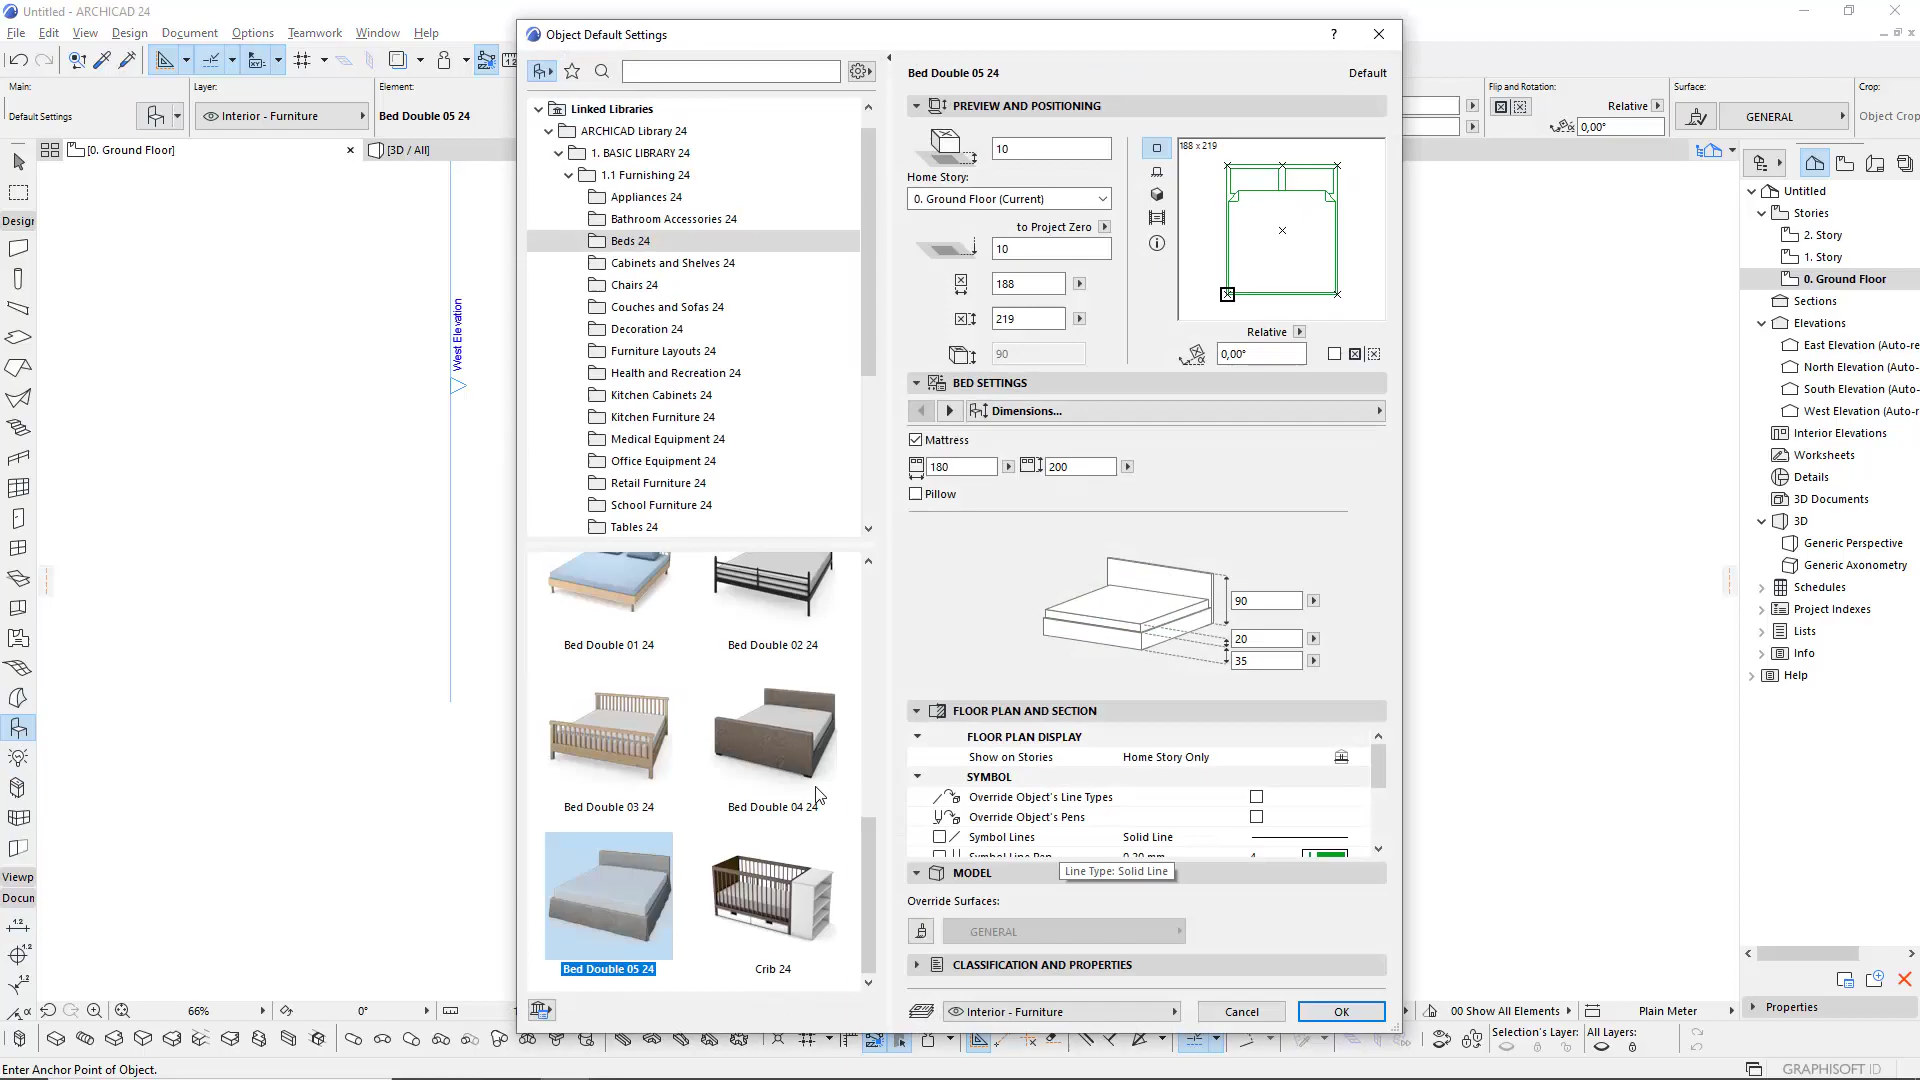 Untitled - ARCHICAD 24
File Edit View Design Document Options Teamwork Window Help
Main:
Default Settings
Layer:
Interior - Furniture
Element:
Bed Double 05 24
Flip and Rotation:
Relative
0,00°
Surface:
GENERAL
Crop:
Object Crop
[0. Ground Floor]
[3D / All]
Design
Viewp
Docum
West Elevation
Object Default Settings
?
Linked Libraries
ARCHICAD Library 24
1. BASIC LIBRARY 24
1.1 Furnishing 24
Appliances 24
Bathroom Accessories 24
Beds 24
Cabinets and Shelves 24
Chairs 24
Couches and Sofas 24
Decoration 24
Furniture Layouts 24
Health and Recreation 24
Kitchen Cabinets 24
Kitchen Furniture 24
Medical Equipment 24
Office Equipment 24
Retail Furniture 24
School Furniture 24
Tables 24
Bed Double 01 24
Bed Double 02 24
Bed Double 03 24
Bed Double 04 24
Bed Double 05 24
Crib 24
Bed Double 05 24
Default
PREVIEW AND POSITIONING
10
Home Story:
0. Ground Floor (Current)
to Project Zero
10
188
219
90
188 x 219
Relative
0,00°
BED SETTINGS
Dimensions...
Mattress
180
200
Pillow
90
20
35
FLOOR PLAN AND SECTION
FLOOR PLAN DISPLAY
Show on Stories Home Story Only
SYMBOL
Override Object's Line Types
Override Object's Pens
Symbol Lines Solid Line
Symbol Line Pen 0.20 mm 4
Line Type: Solid Line
MODEL
Override Surfaces:
GENERAL
CLASSIFICATION AND PROPERTIES
Interior - Furniture
Cancel
OK
Untitled
Stories
2. Story
1. Story
0. Ground Floor
Sections
Elevations
East Elevation (Auto-re
North Elevation (Auto-
South Elevation (Auto-
West Elevation (Auto-r
Interior Elevations
Worksheets
Details
3D Documents
3D
Generic Perspective
Generic Axonometry
Schedules
Project Indexes
Lists
Info
Help
Properties
66%
0°
00 Show All Elements
Plain Meter
Selection's Layer:
All Layers:
Enter Anchor Point of Object.
GRAPHISOFT ID